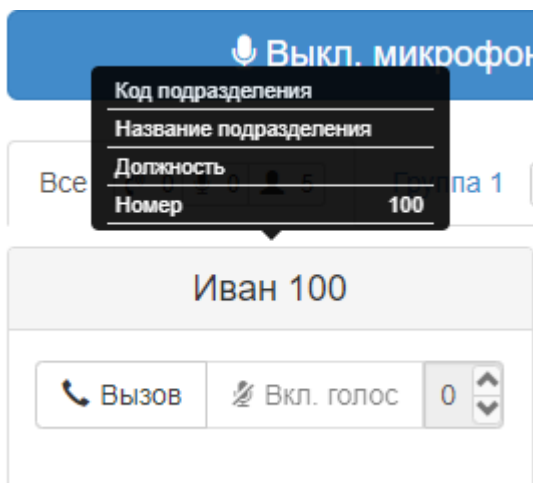 Выкл. микрофон
Код подразделения
Название подразделения
Должность
Номер 100
Все 0 0 5 Группа 1
Иван 100
Вызов Вкл. голос 0